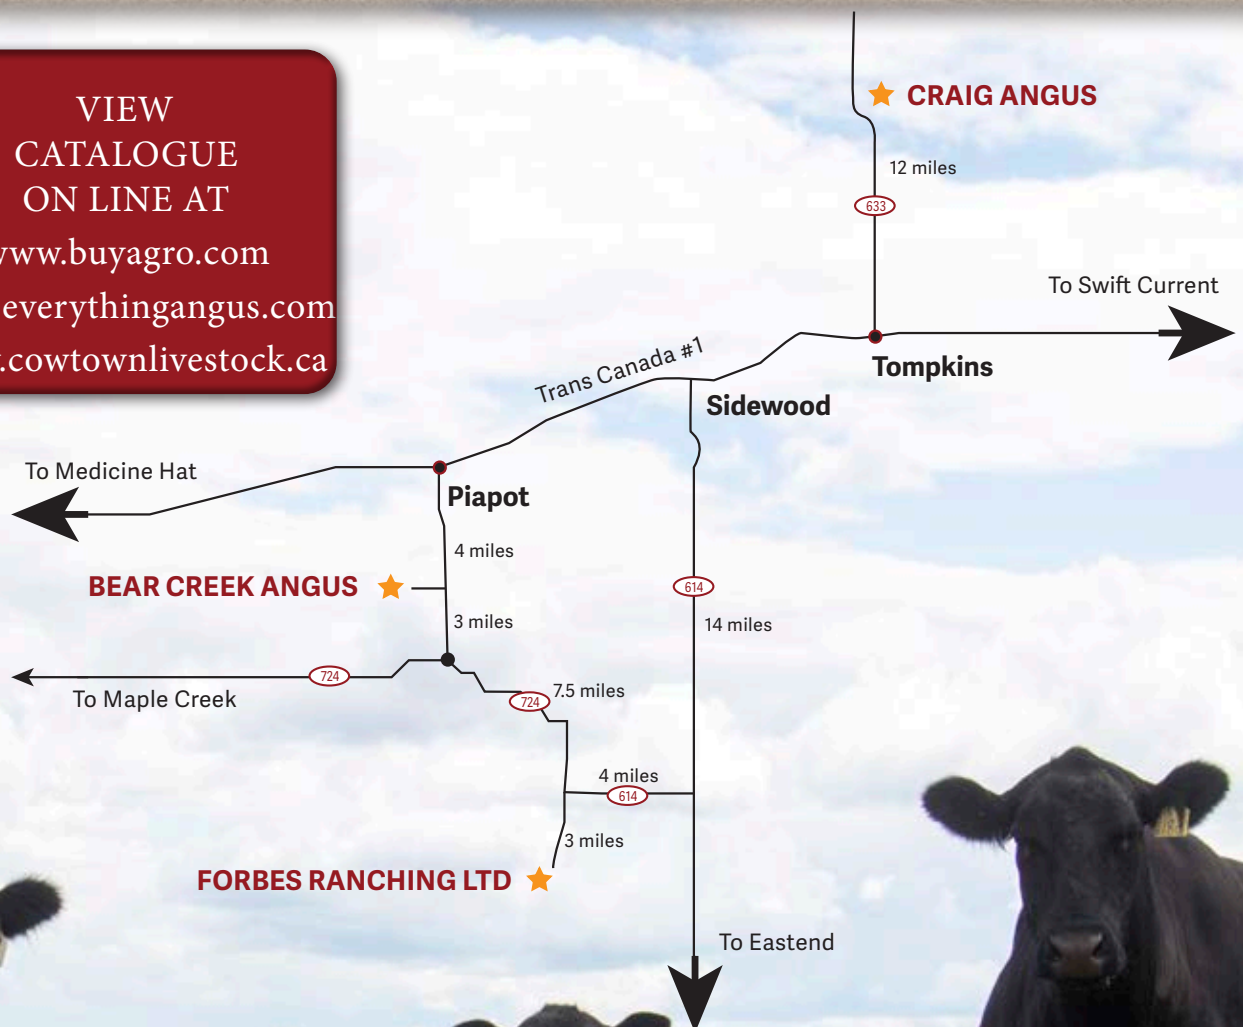 VIEW
CATALOGUE
ON LINE AT
www.buyagro.com
everythingangus.com
.cowtownlivestock.ca
CRAIG ANGUS
12 miles
633
To Swift Current
Trans Canada #1
Tompkins
Sidewood
To Medicine Hat
Piapot
4 miles
BEAR CREEK ANGUS
614
3 miles
14 miles
724
To Maple Creek
7.5 miles
724
4 miles
614
3 miles
FORBES RANCHING LTD
To Eastend